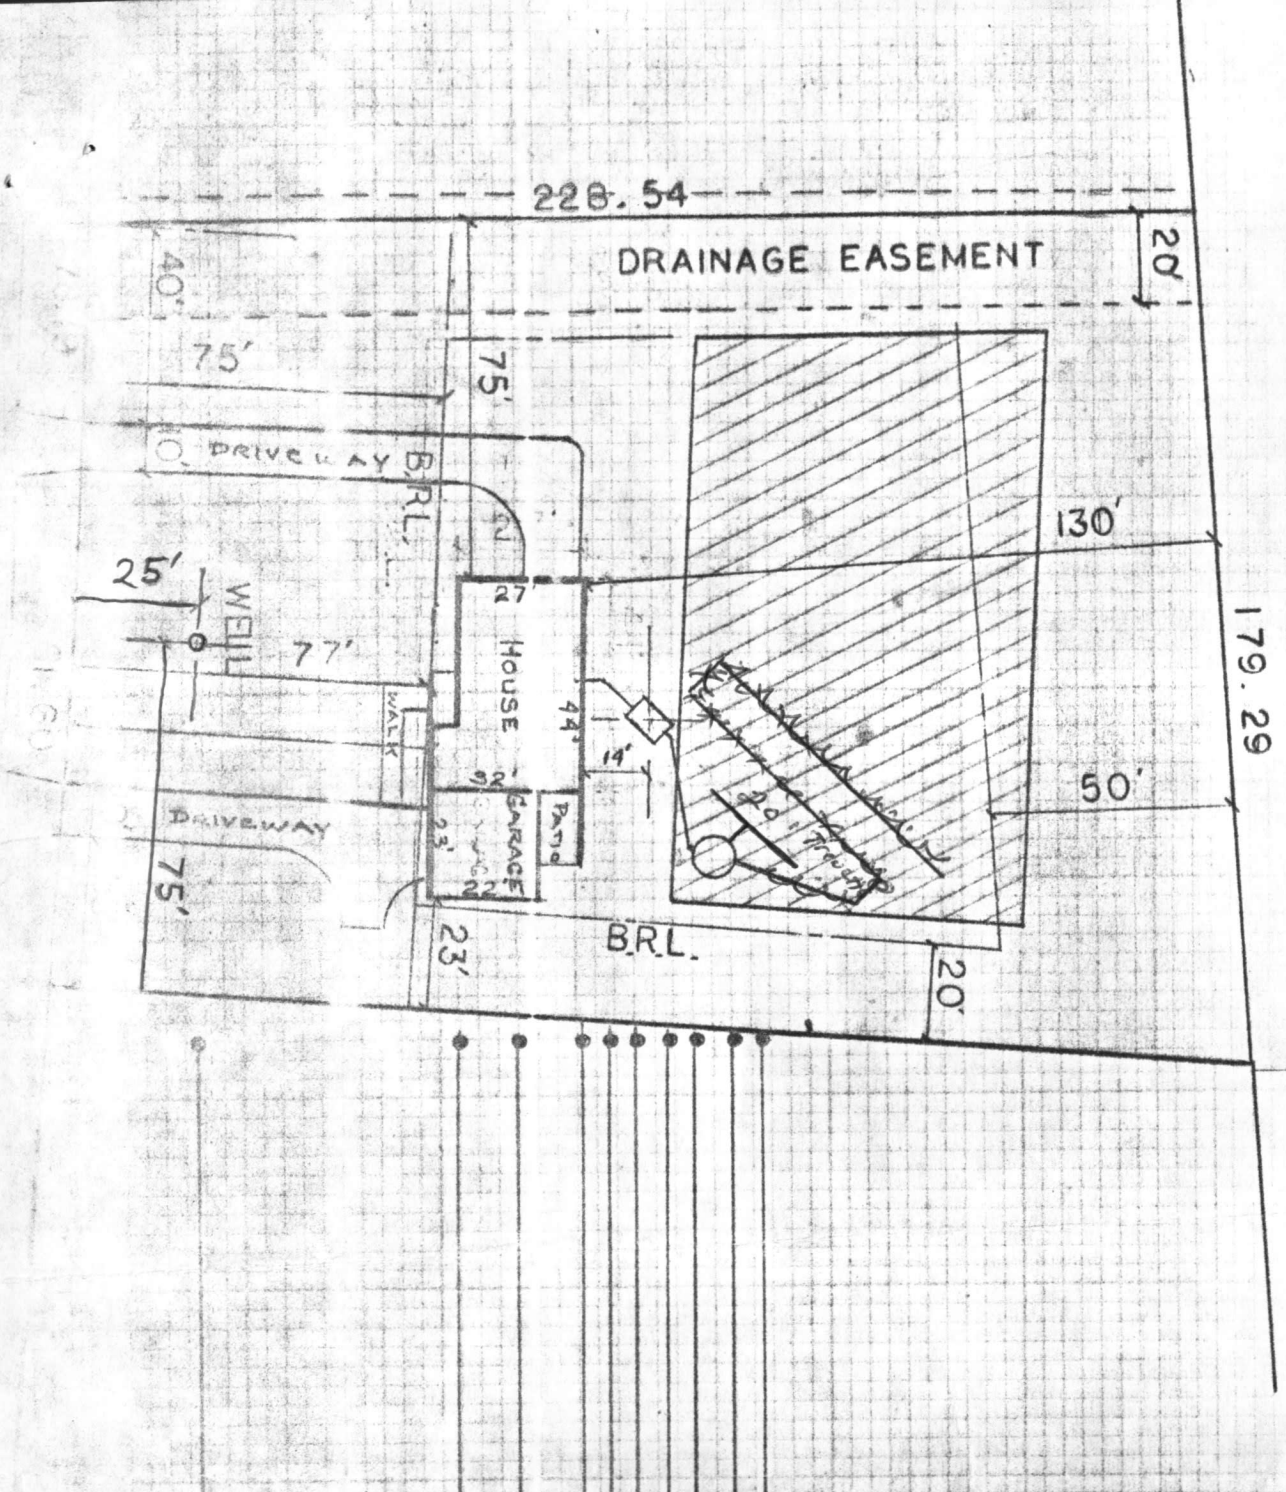 228.54
DRAINAGE EASEMENT
20'
40'
75'
75'
DRIVEWAY
B.R.L.
130'
25'
WELL
27
77'
HOUSE
179.29
WALK
44'
14'
50'
DRIVEWAY
23'
GARAGE
PATIO
22
75'
23'
B.R.L.
20'